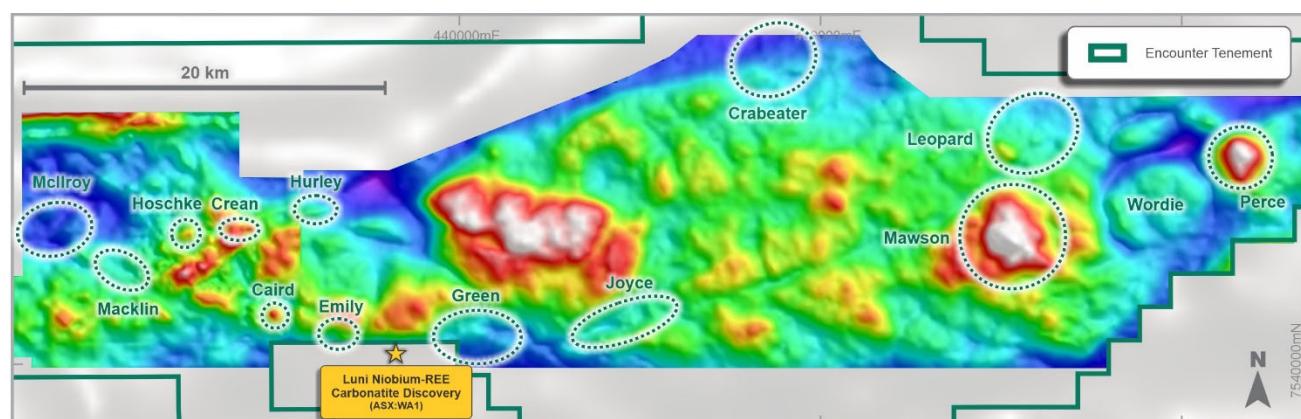 440000mE
Encounter Tenement
20 km
Crabeater
Leopard
McIlroy
Hoschke
Crean
Hurley
Wordie
Perce
Mawson
Macklin
Caird
Emily
Green
Joyce
Luni Niobium-REE
Carbonatite Discovery
(ASX:WA1)
N
7540000mN